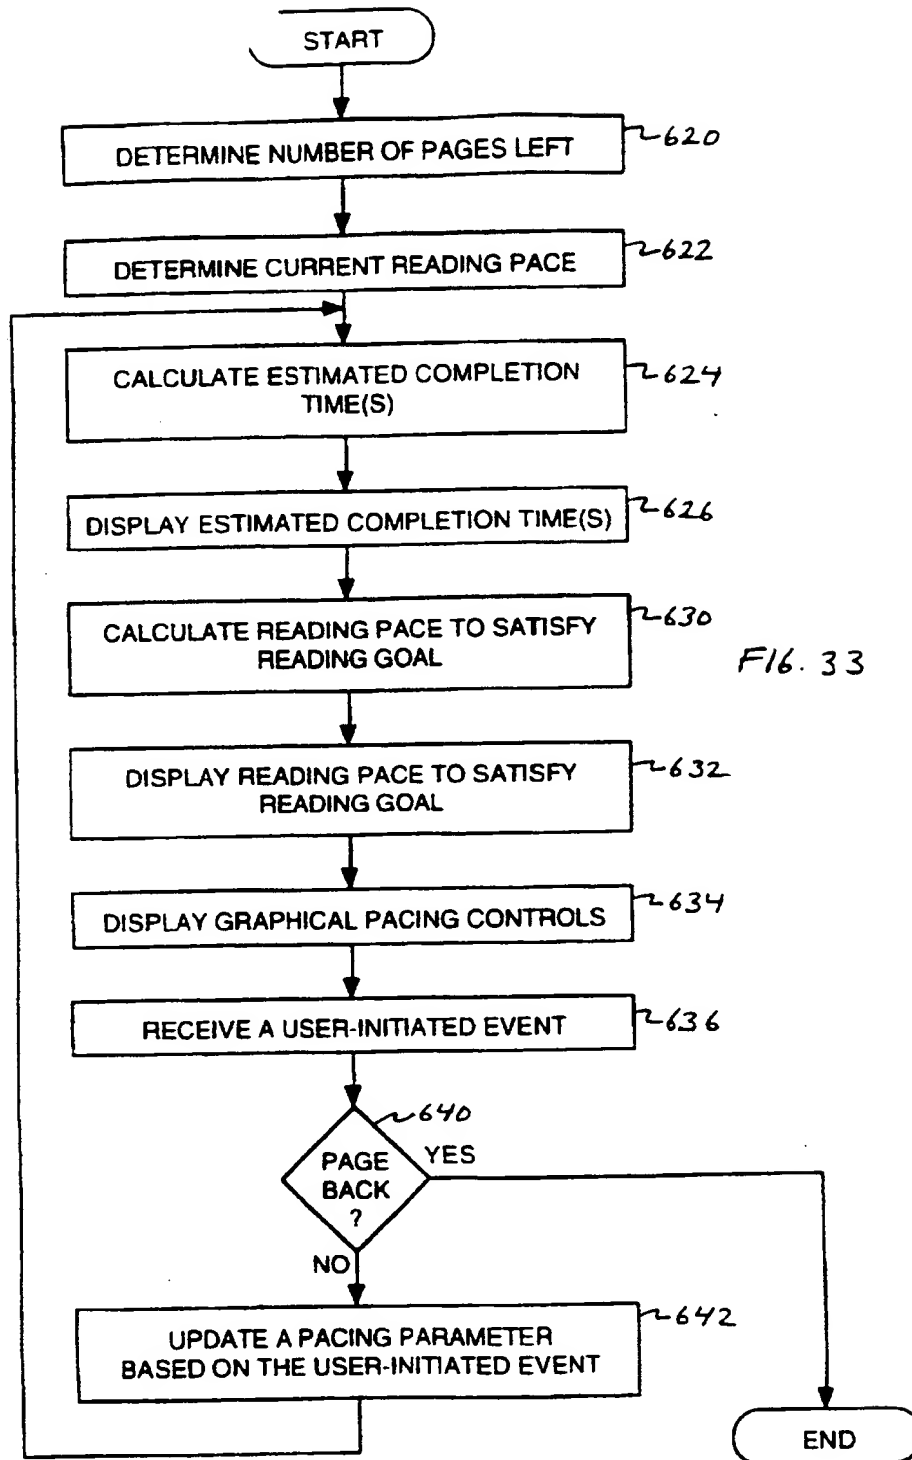 START
DETERMINE NUMBER OF PAGES LEFT
620
DETERMINE CURRENT READING PACE
622
CALCULATE ESTIMATED COMPLETION
TIME(S)
624
DISPLAY ESTIMATED COMPLETION TIME(S)
626
CALCULATE READING PACE TO SATISFY
READING GOAL
630
FIG. 33
DISPLAY READING PACE TO SATISFY
READING GOAL
632
DISPLAY GRAPHICAL PACING CONTROLS
634
RECEIVE A USER-INITIATED EVENT
636
640
PAGE
BACK
?
YES
NO
UPDATE A PACING PARAMETER
BASED ON THE USER-INITIATED EVENT
642
END